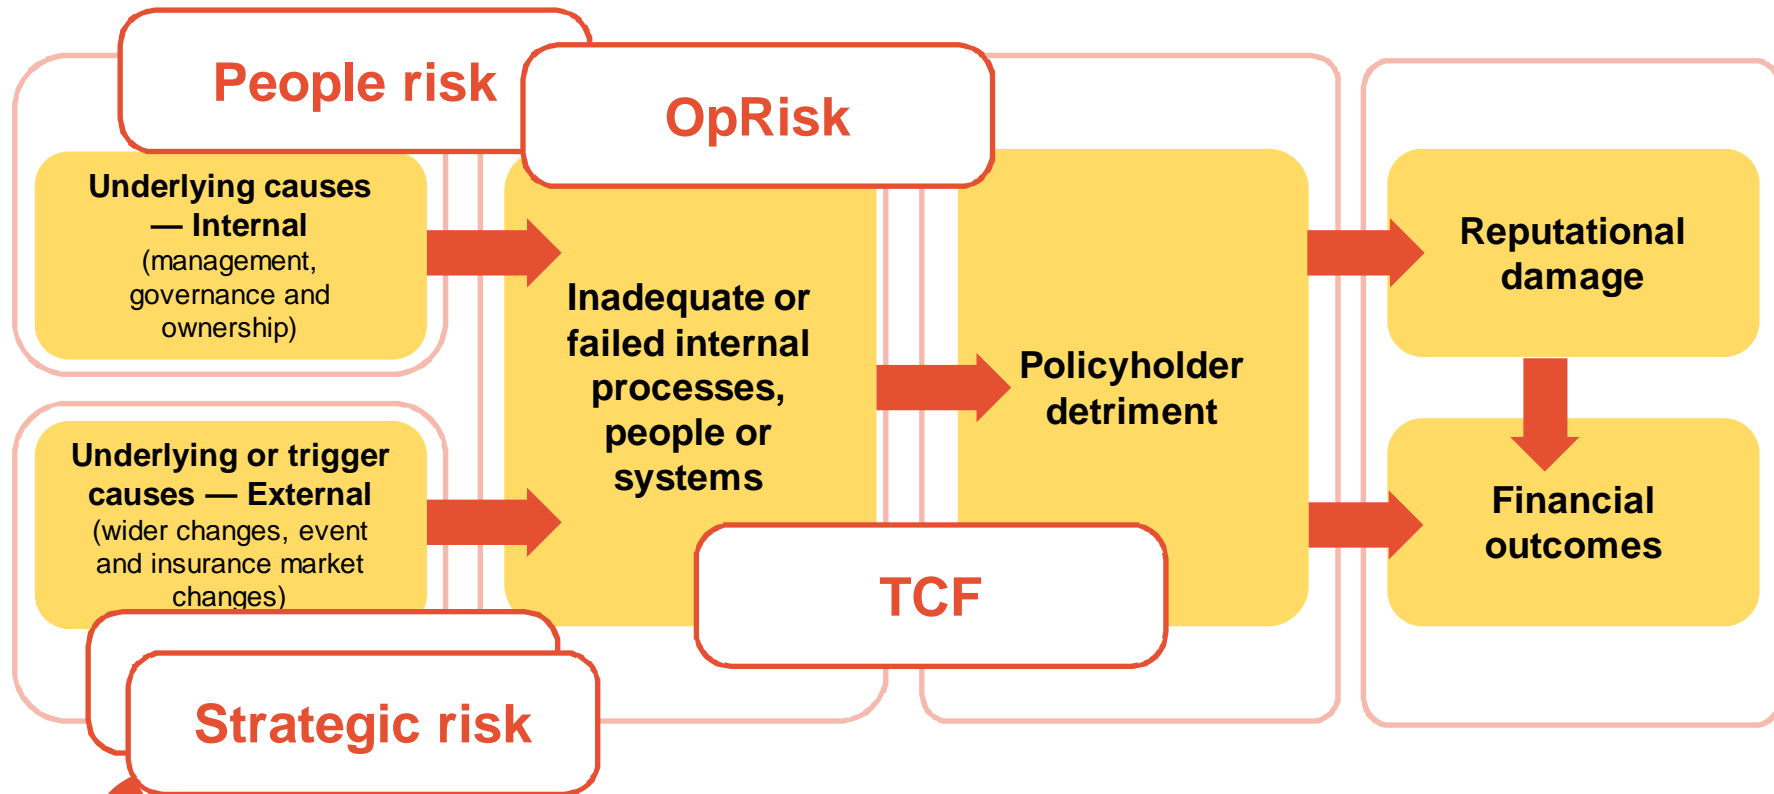 People risk
OpRisk
Underlying causes
— Internal
(management,
governance and
ownership)
Inadequate or
failed internal
processes,
people or
systems
Policyholder
detriment
Reputational
damage
Underlying or trigger
causes — External
(wider changes, event
and insurance market
changes)
Financial
outcomes
TCF
Strategic risk